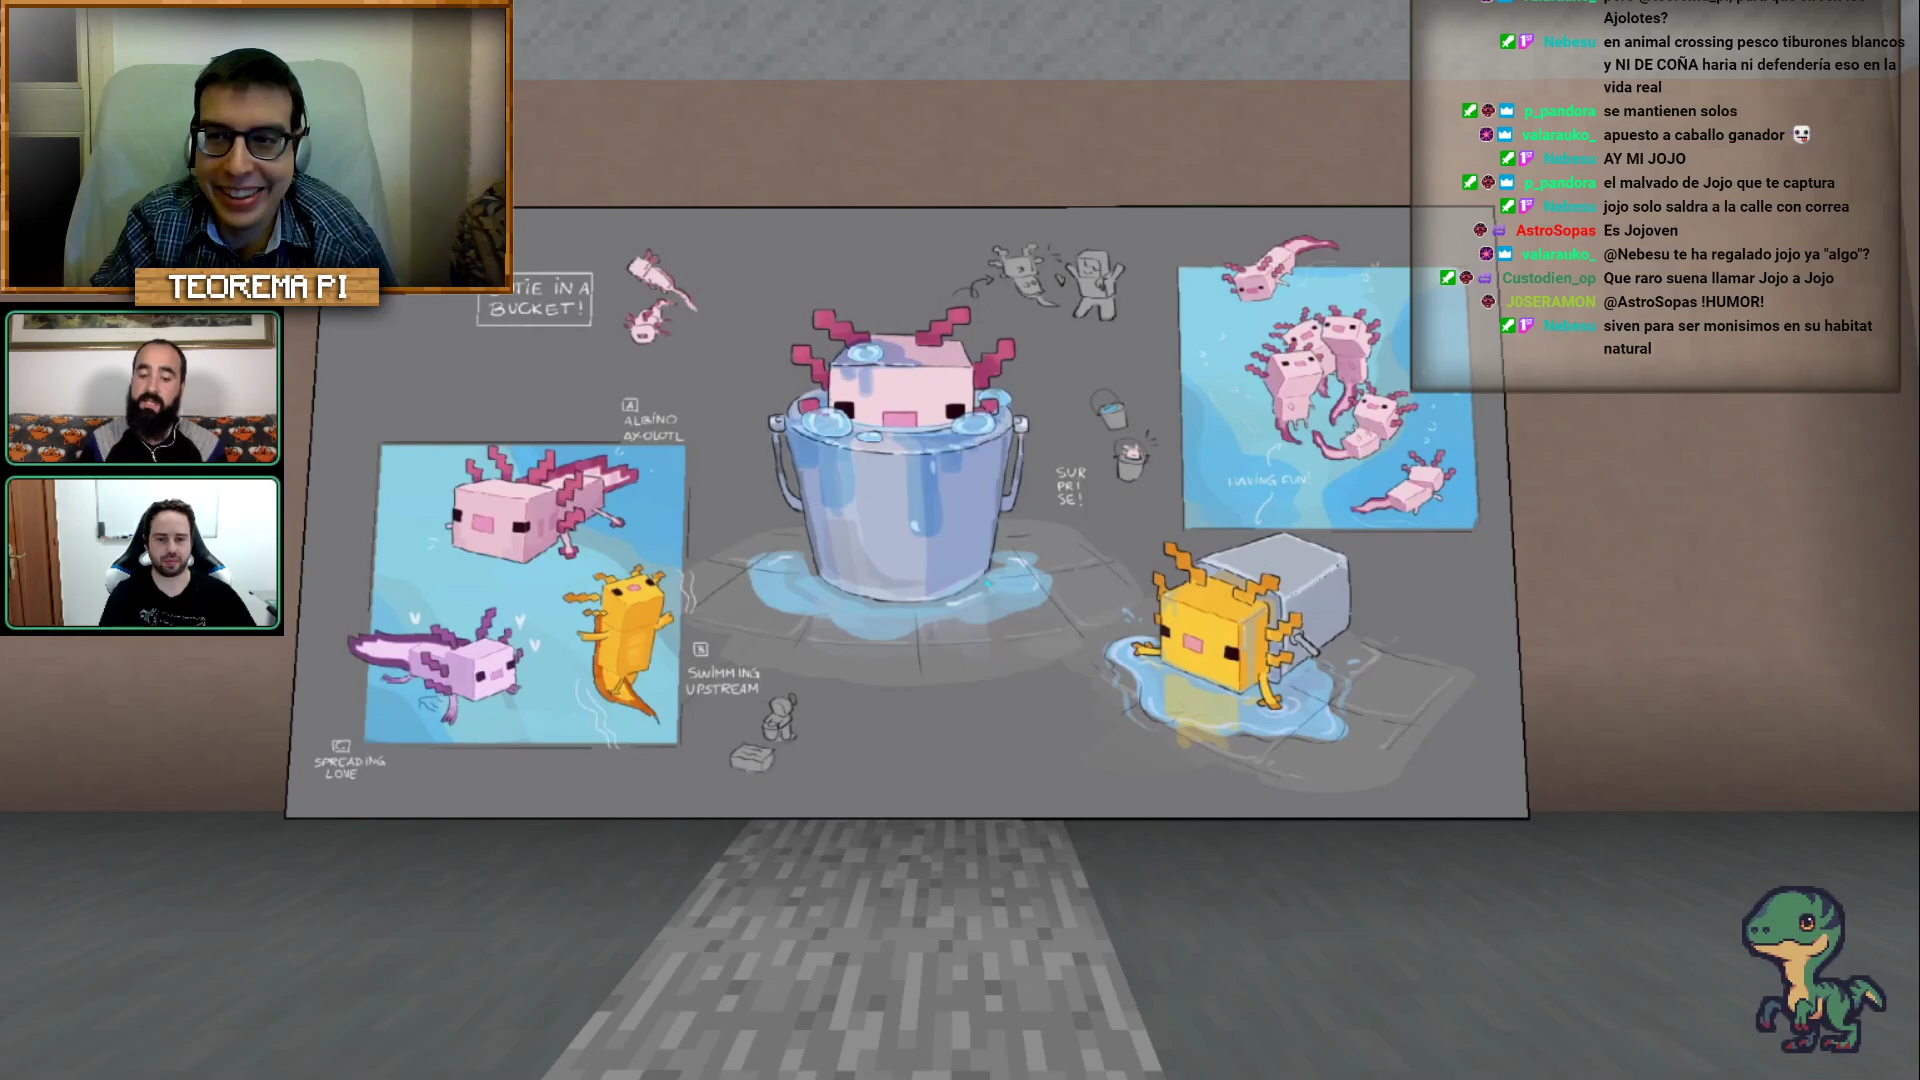 TEOREMA PI
CUTIE IN A
BUCKET!
A
ALBINO
AXOLOTL
SUR
PRI
SE!
HAVING FUN!
B
SWIMMING
UPSTREAM
C
SPREADING
LOVE
Ajolotes?
Nebesu en animal crossing pesco tiburones blancos
y NI DE COÑA haria ni defendería eso en la
vida real
p_pandora se mantienen solos
valarauko_ apuesto a caballo ganador
Nebesu AY MI JOJO
p_pandora el malvado de Jojo que te captura
Nebesu jojo solo saldra a la calle con correa
AstroSopas Es Jojoven
valarauko_ @Nebesu te ha regalado jojo ya "algo"?
Custodien_op Que raro suena llamar Jojo a Jojo
J0SERAMON @AstroSopas !HUMOR!
Nebesu siven para ser monisimos en su habitat
natural